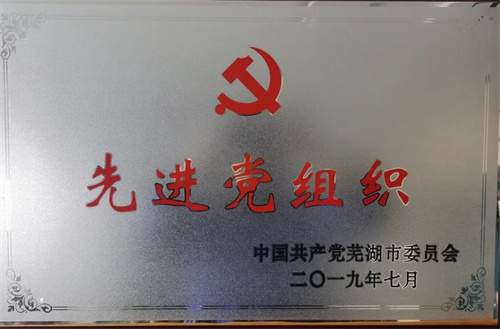 先进党组织
中国共产党芜湖市委员会
二〇一九年七月